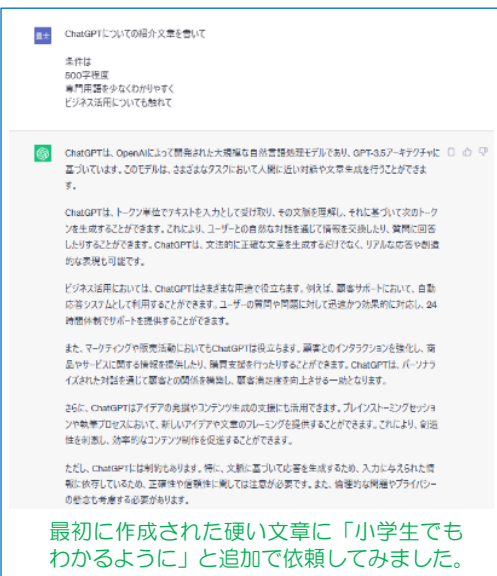 ChatGPTについての紹介文章を書いて
条件は
500字程度
専門用語を少なくわかりやすく
ビジネス活用についても触れて
ChatGPTは、OpenAIによって開発された大規模な自然言語処理モデルであり、GPT-3.5アーキテクチャに
基づいています。このモデルは、さまざまなタスクにおいて人間に近い対話や文章生成を行うことができま
す。
ChatGPTは、トークン単位でテキストを入力として受け取り、その文脈を理解し、それに基づいて次のトーク
ンを生成することができます。これにより、ユーザーとの自然な対話を通じて情報を交換したり、質問に回答
したりすることができます。ChatGPTは、文法的に正確な文章を生成するだけでなく、リアルな応答や創造
的な表現も可能です。
ビジネス活用においては、ChatGPTはさまざまな用途で役立ちます。例えば、顧客サポートにおいて、自動
応答システムとして利用することができます。ユーザーの質問や問題に対して迅速かつ効果的に対応し、24
時間体制でサポートを提供することができます。
また、マーケティングや販売活動においてもChatGPTは役立ちます。顧客とのインタラクションを強化し、商
品やサービスに関する情報を提供したり、購買支援を行ったりすることができます。ChatGPTは、パーソナラ
イズされた対話を通じて顧客との関係を構築し、顧客満足度を向上させる一助となります。
さらに、ChatGPTはアイデアの発掘やコンテンツ生成の支援にも活用できます。ブレインストーミングセッショ
ンや執筆プロセスにおいて、新しいアイデアや文章のフレーミングを提供することができます。これにより、創造
性を刺激し、効率的なコンテンツ制作を促進することができます。
ただし、ChatGPTには制約もあります。特に、文脈に基づいて応答を生成するため、入力に与えられた情
報に依存しているため、正確性や信頼性に関しては注意が必要です。また、倫理的な問題やプライバシー
の懸念も考慮する必要があります。
最初に作成された硬い文章に「小学生でも
わかるように」と追加で依頼してみました。